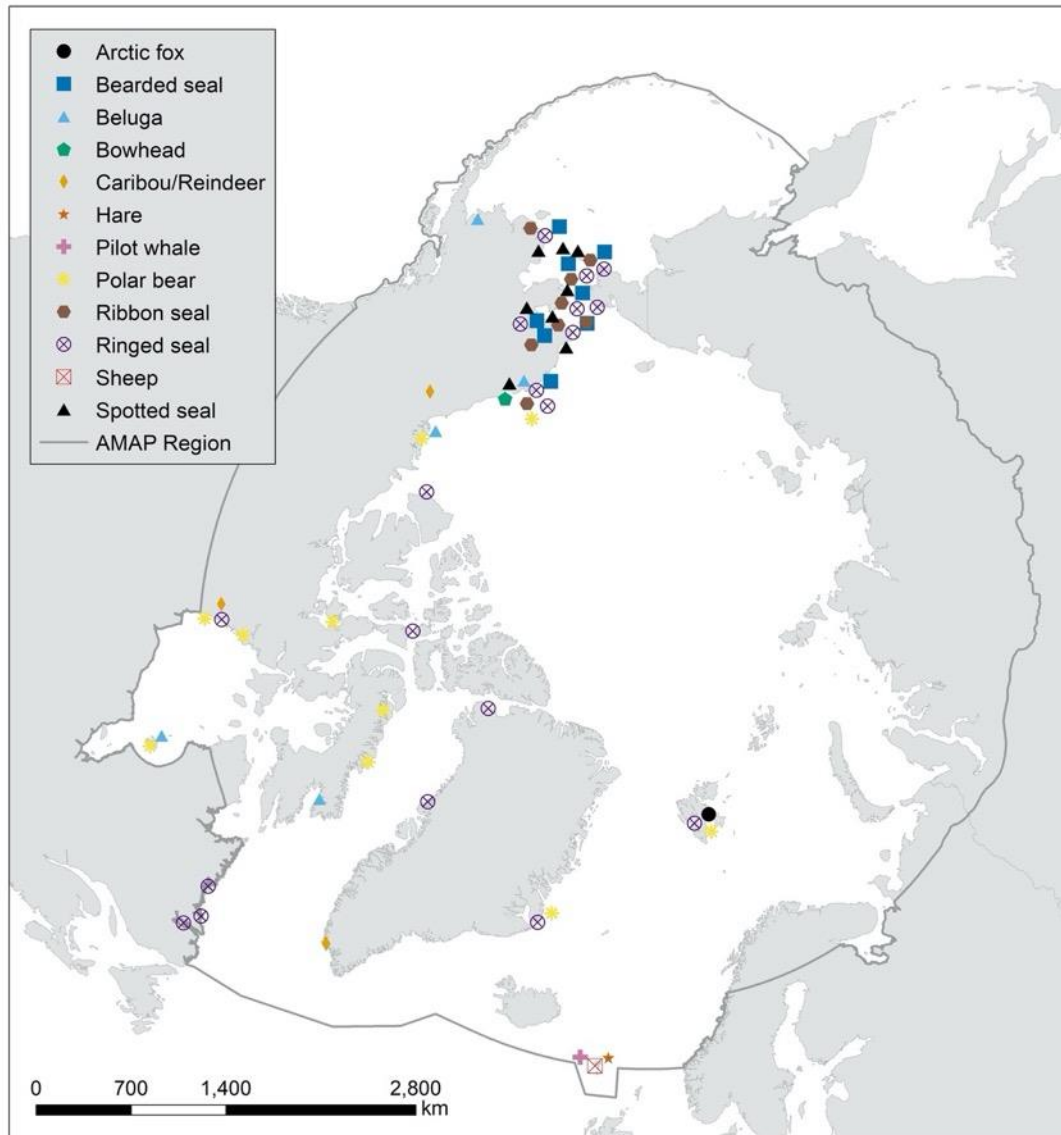 Arctic fox
Bearded seal
Beluga
Bowhead
Caribou/Reindeer
Hare
Pilot whale
Polar bear
Ribbon seal
Ringed seal
Sheep
Spotted seal
AMAP Region
0 700 1,400 2,800
km